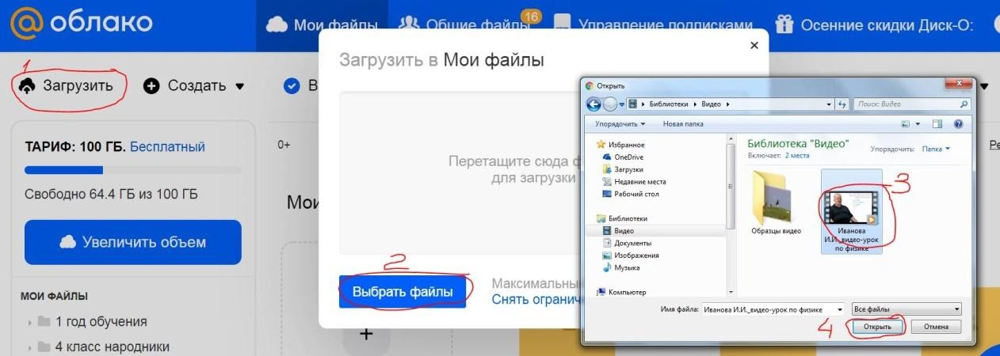 облако
Мои файлы
Общие файлы
16
Управление подписками
Осенние скидки Диск-О:
1
Загрузить
Создать
В
ТАРИФ: 100 ГБ. Бесплатный
Свободно 64.4 ГБ из 100 ГБ
Увеличить объем
МОИ ФАЙЛЫ
1 год обучения
4 класс народники
0+
Мои
Загрузить в Мои файлы
Перетащите сюда ф
для загрузки
2
Выбрать файлы
Максимальны
Снять огранич
Открыть
Библиотеки
Видео
Поиск: Видео
Упорядочить
Новая папка
Избранное
OneDrive
Загрузки
Недавние места
Рабочий стол
Библиотеки
Видео
Документы
Изображения
Музыка
Компьютер
Библиотека "Видео"
Включает: 2 места
Упорядочить: Папка
Образцы видео
3
Иванова
И.И._видео-урок
по физике
Имя файла: Иванова И.И._видео-урок по физике
Все файлы
4
Открыть
Отмена
Ре